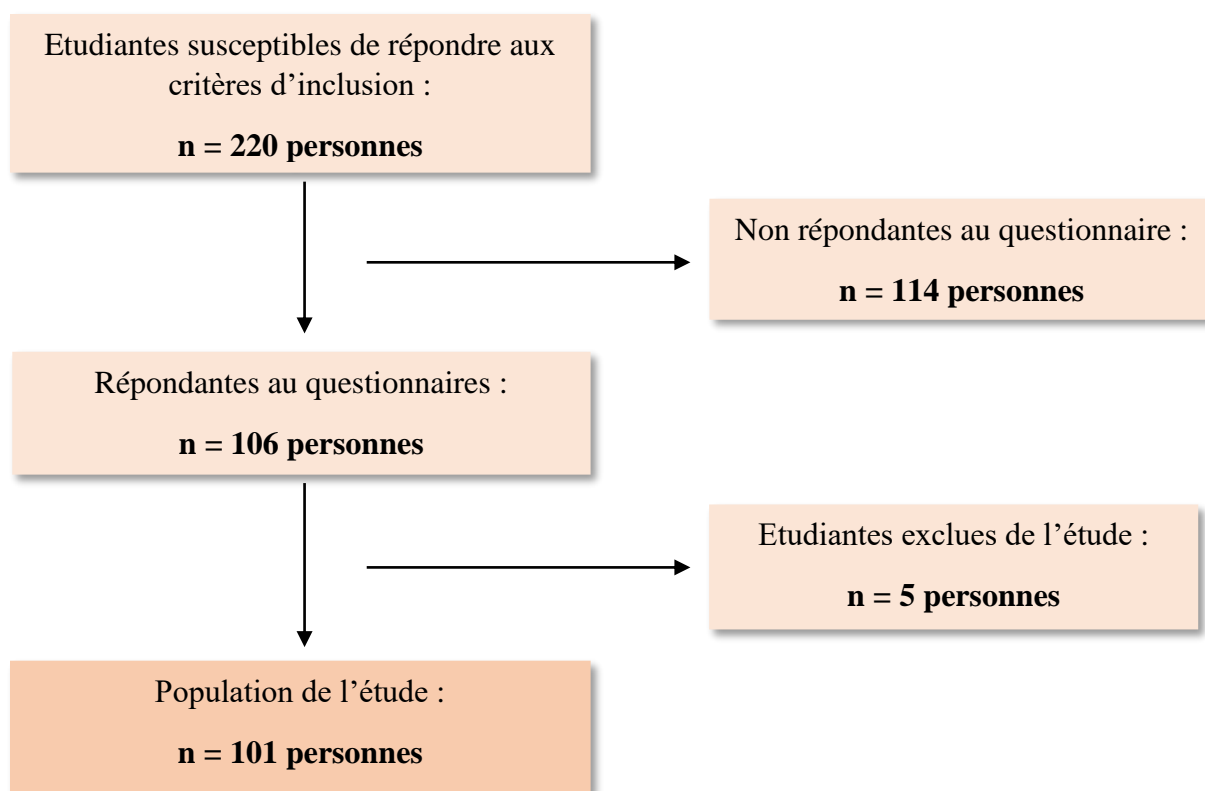 Etudiantes susceptibles de répondre aux
critères d’inclusion :
n = 220 personnes
Non répondantes au questionnaire :
n = 114 personnes
Répondantes au questionnaires :
n = 106 personnes
Etudiantes exclues de l’étude :
n = 5 personnes
Population de l’étude :
n = 101 personnes